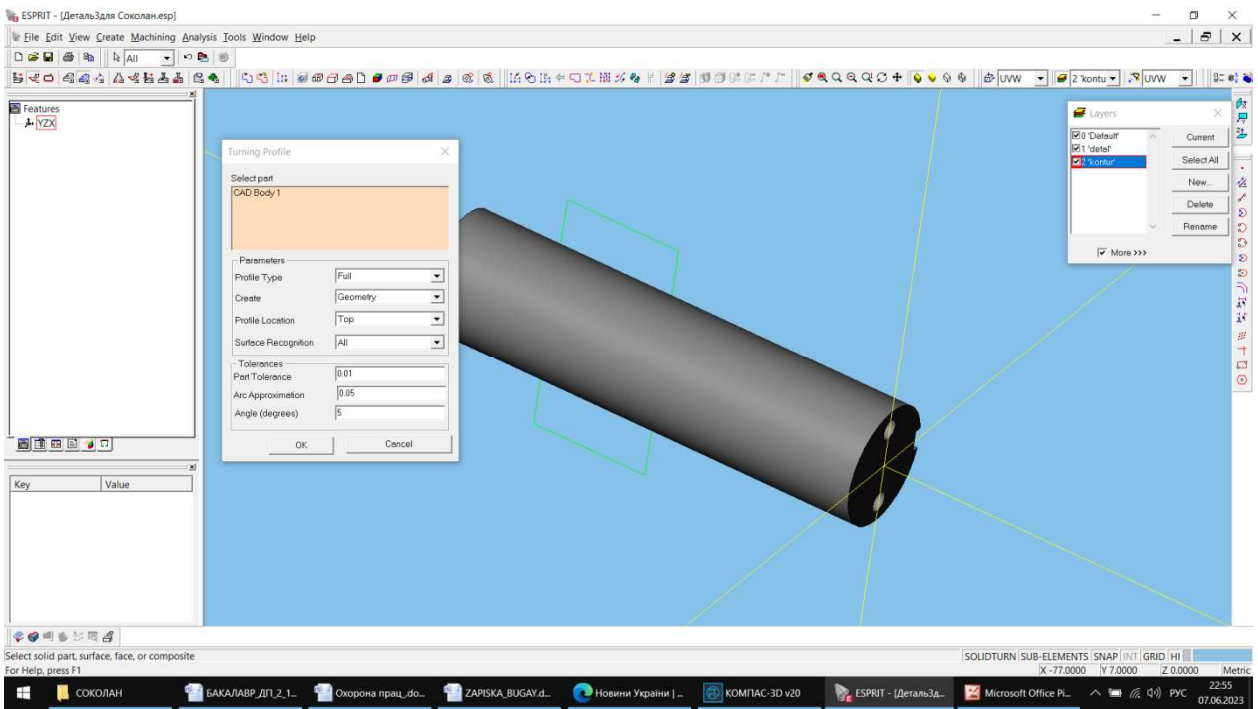 ESPRIT - [Деталь3для Соколан.esp]
File Edit View Create Machining Analysis Tools Window Help
All
UVW 2 'kontu UVW
Features
YZX
Turning Profile
Select part
CAD Body 1
Parameters
Profile Type Full
Create Geometry
Profile Location Top
Surface Recognition All
Tolerances
Part Tolerance 0.01
Arc Approximation 0.05
Angle (degrees) 5
OK Cancel
Layers
0 'Default'
1 'detal'
2 'kontur'
Current
Select All
New...
Delete
Rename
More >>>
Key Value
Select solid part, surface, face, or composite
SOLIDTURN SUB-ELEMENTS SNAP INT GRID HI
For Help, press F1
X -77.0000 Y 7.0000 Z 0.0000 Metric
СОКОЛАН БАКАЛАВР_ДП_2_1... Охорона прац_do... ZAPISKA_BUGAY.d... Новини України | ... КОМПАС-3D v20 ESPRIT - [Деталь3д... Microsoft Office Pi... РУС 22:55
07.06.2023